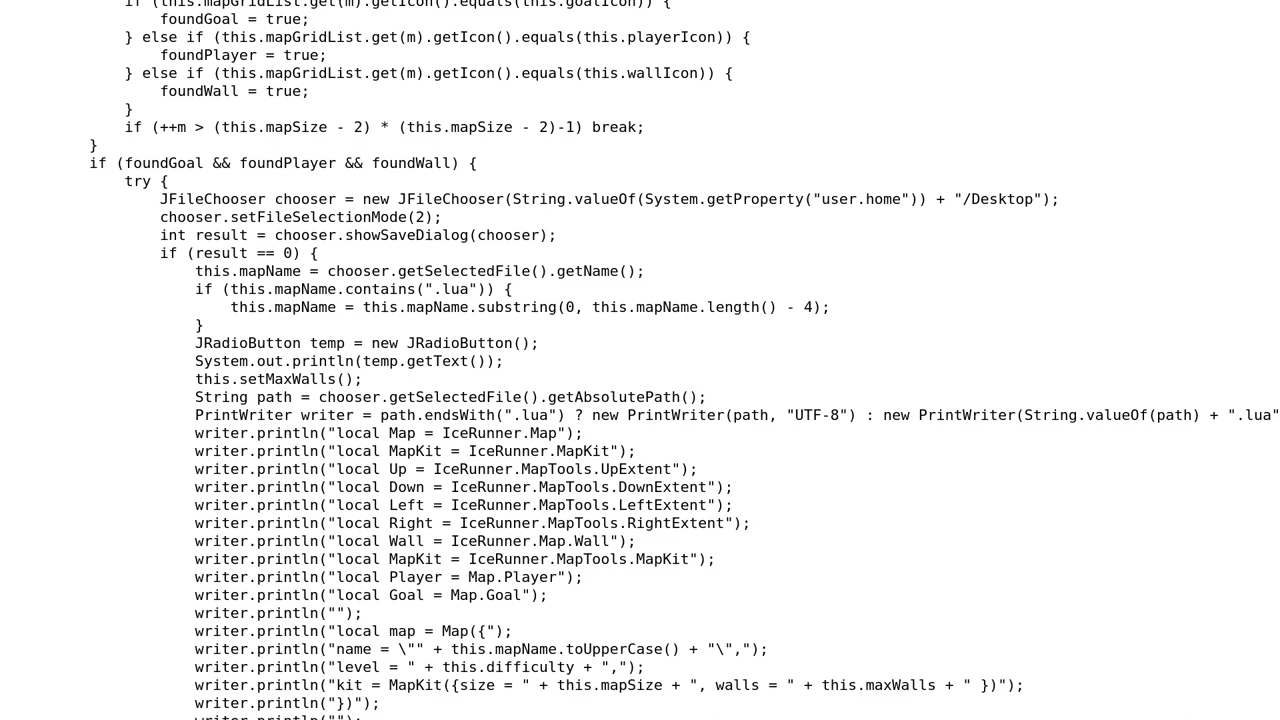 if (this.mapGridList.get(m).getIcon().equals(this.goalIcon)) {
foundGoal = true;
} else if (this.mapGridList.get(m).getIcon().equals(this.playerIcon)) {
foundPlayer = true;
} else if (this.mapGridList.get(m).getIcon().equals(this.wallIcon)) {
foundWall = true;
}
if (++m > (this.mapSize - 2) * (this.mapSize - 2)-1) break;
}
if (foundGoal && foundPlayer && foundWall) {
try {
JFileChooser chooser = new JFileChooser(String.valueOf(System.getProperty("user.home")) + "/Desktop");
chooser.setFileSelectionMode(2);
int result = chooser.showSaveDialog(chooser);
if (result == 0) {
this.mapName = chooser.getSelectedFile().getName();
if (this.mapName.contains(".lua")) {
this.mapName = this.mapName.substring(0, this.mapName.length() - 4);
}
JRadioButton temp = new JRadioButton();
System.out.println(temp.getText());
this.setMaxWalls();
String path = chooser.getSelectedFile().getAbsolutePath();
PrintWriter writer = path.endsWith(".lua") ? new PrintWriter(path, "UTF-8") : new PrintWriter(String.valueOf(path) + ".lua"
writer.println("local Map = IceRunner.Map");
writer.println("local MapKit = IceRunner.MapKit");
writer.println("local Up = IceRunner.MapTools.UpExtent");
writer.println("local Down = IceRunner.MapTools.DownExtent");
writer.println("local Left = IceRunner.MapTools.LeftExtent");
writer.println("local Right = IceRunner.MapTools.RightExtent");
writer.println("local Wall = IceRunner.Map.Wall");
writer.println("local MapKit = IceRunner.MapTools.MapKit");
writer.println("local Player = Map.Player");
writer.println("local Goal = Map.Goal");
writer.println("");
writer.println("local map = Map({");
writer.println("name = \"" + this.mapName.toUpperCase() + "\",");
writer.println("level = " + this.difficulty + ",");
writer.println("kit = MapKit({size = " + this.mapSize + ", walls = " + this.maxWalls + " })");
writer.println("})");
writer.println("");